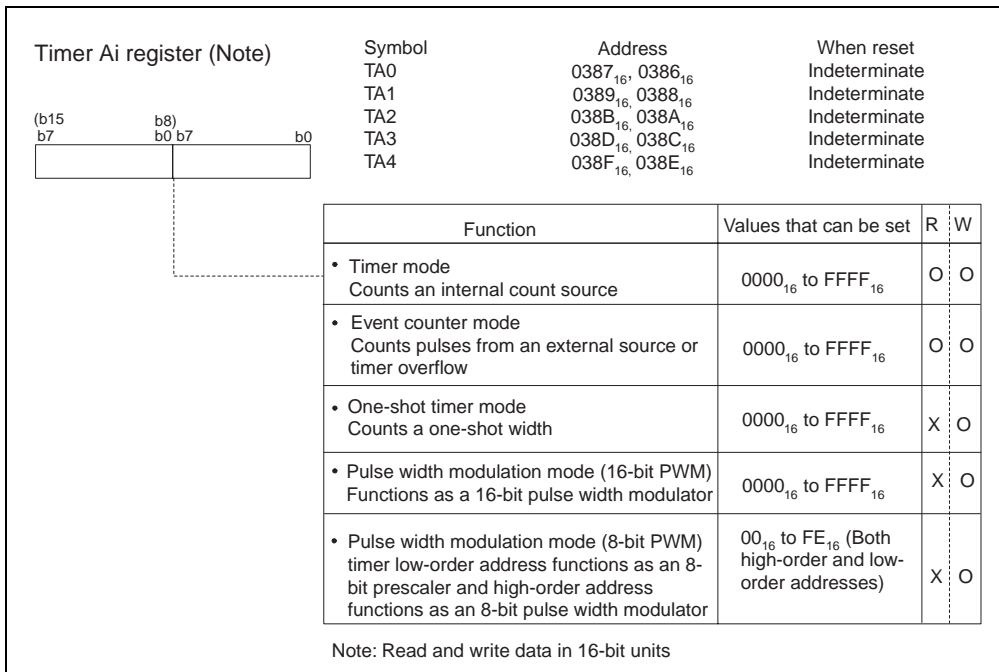 Timer Ai register (Note)
Symbol Address When reset
TA0 0387₁₆, 0386₁₆ Indeterminate
TA1 0389₁₆, 0388₁₆ Indeterminate
TA2 038B₁₆, 038A₁₆ Indeterminate
TA3 038D₁₆, 038C₁₆ Indeterminate
TA4 038F₁₆, 038E₁₆ Indeterminate
(b15 b8)
b7 b0 b7 b0
Function Values that can be set R W
• Timer mode
Counts an internal count source
0000₁₆ to FFFF₁₆ O O
• Event counter mode
Counts pulses from an external source or
timer overflow
0000₁₆ to FFFF₁₆ O O
• One-shot timer mode
Counts a one-shot width
0000₁₆ to FFFF₁₆ X O
• Pulse width modulation mode (16-bit PWM)
Functions as a 16-bit pulse width modulator
0000₁₆ to FFFF₁₆ X O
• Pulse width modulation mode (8-bit PWM)
timer low-order address functions as an 8-
bit prescaler and high-order address
functions as an 8-bit pulse width modulator
00₁₆ to FE₁₆ (Both
high-order and low-
order addresses)
X O
Note: Read and write data in 16-bit units